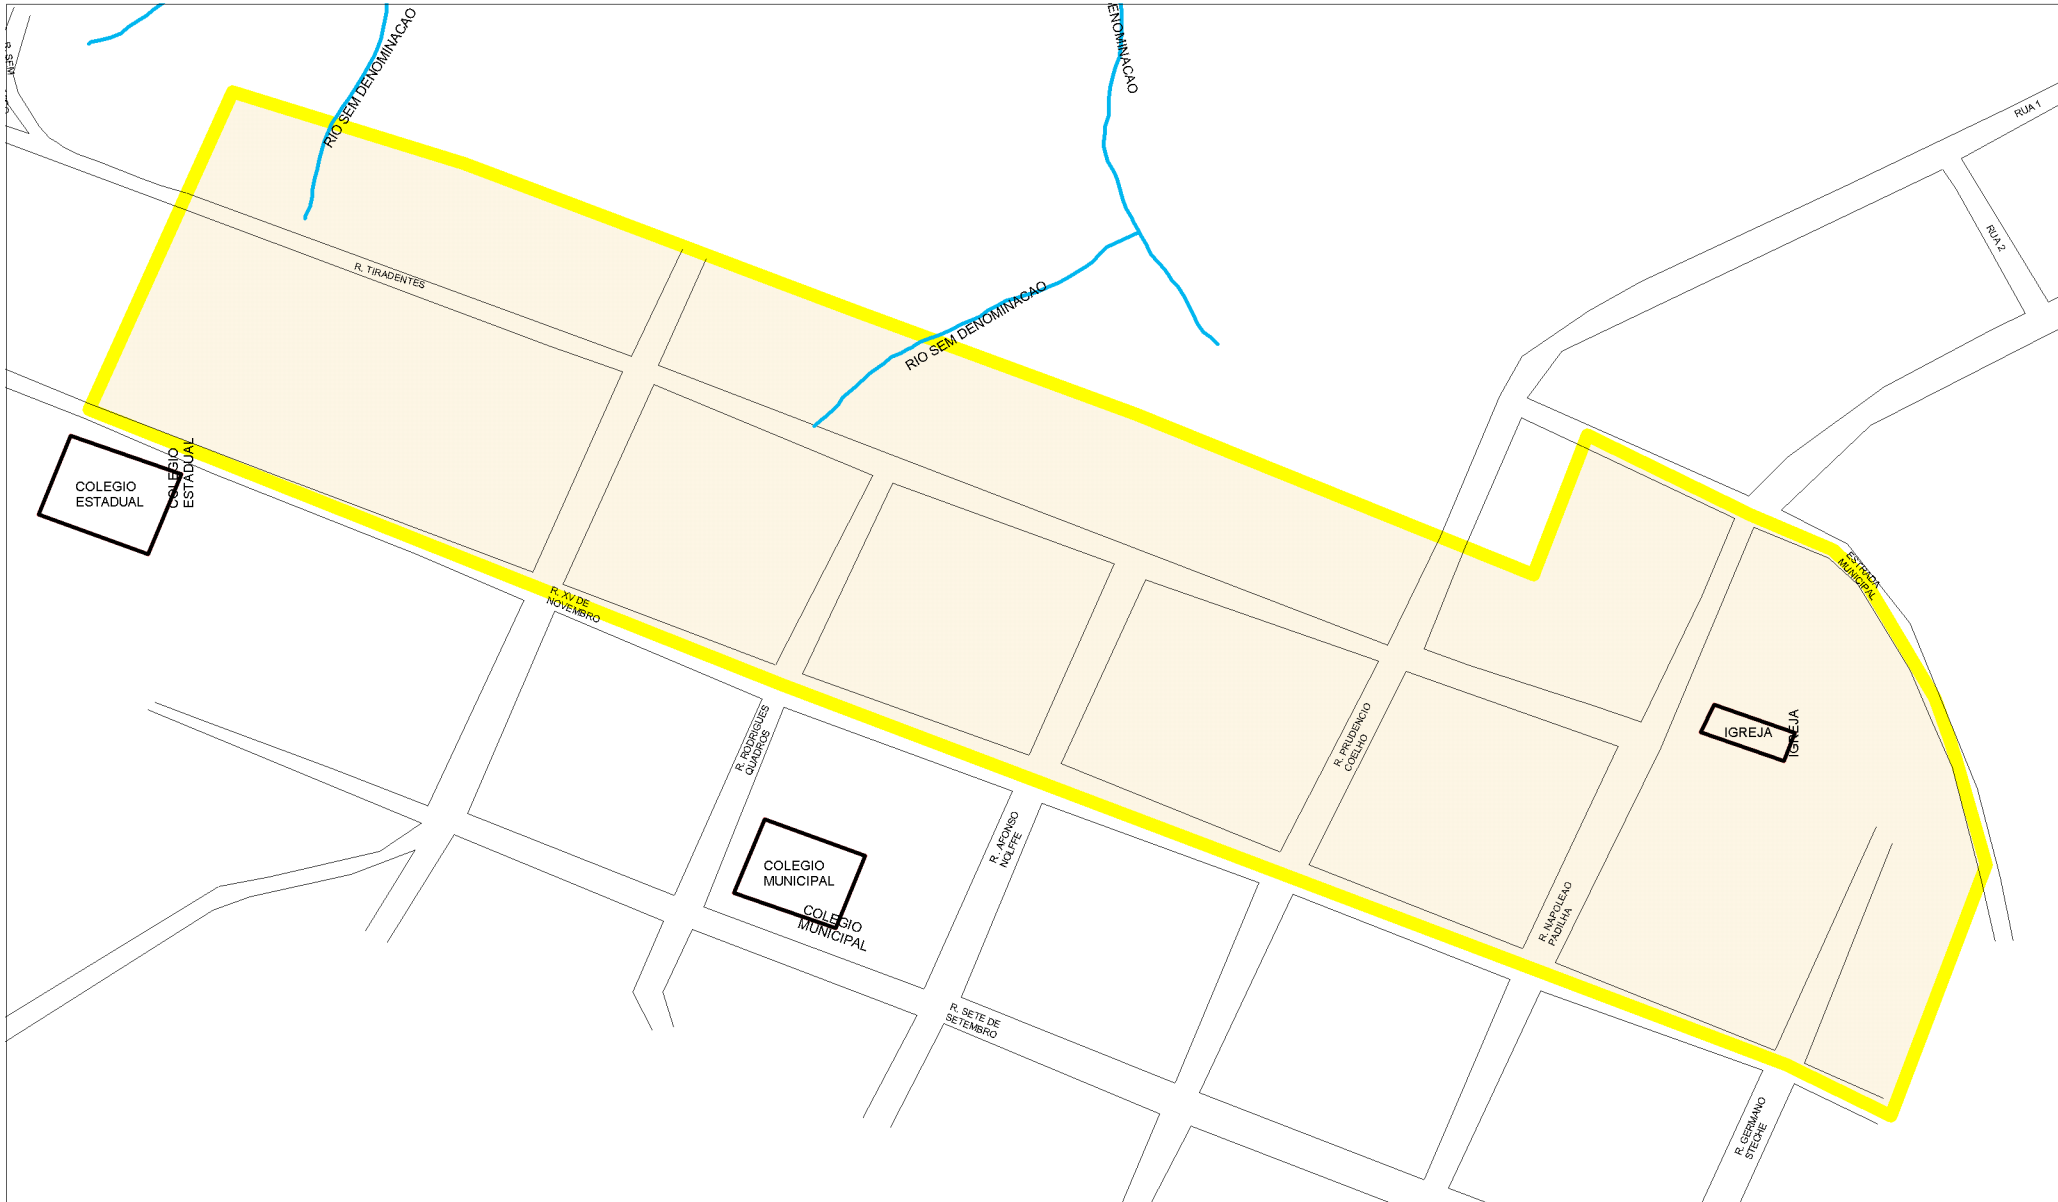 R. SEM
RIO SEM DENOMINACAO
ENOMINACAO
RUA 1
RUA 2
R. TIRADENTES
RIO SEM DENOMINACAO
COLEGIO
ESTADUAL
COLEGIO
ESTADUAL
R. XV DE
NOVEMBRO
ESTRADA
MUNICIPAL
IGREJA
IGREJA
R. RODRIGUES
QUADROS
R. PRUDENCIO
COELHO
R. AFONSO
NOLFFE
COLEGIO
MUNICIPAL
COLEGIO
MUNICIPAL
R. NAPOLEAO
PADILHA
R. SETE DE
SETEMBRO
R. GERMANO
STECHE